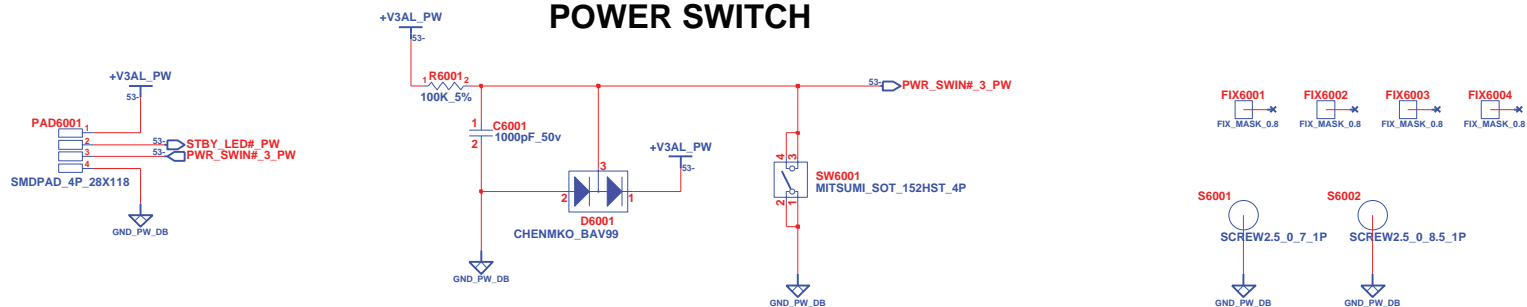 POWER SWITCH
+V3AL_PW
53-
+V3AL_PW
53-
PAD6001
1
2
3
4
53-
STBY_LED#_PW
53-
PWR_SWIN#_3_PW
SMDPAD_4P_28X118
GND_PW_DB
1
R6001
2
100K_5%
53-
PWR_SWIN#_3_PW
1
C6001
1000pF_50v
2
+V3AL_PW
53-
3
2
1
D6001
CHENMKO_BAV99
GND_PW_DB
4
3
SW6001
MITSUMI_SOT_152HST_4P
2
1
GND_PW_DB
FIX6001
FIX6002
FIX6003
FIX6004
FIX_MASK_0.8
FIX_MASK_0.8
FIX_MASK_0.8
FIX_MASK_0.8
S6001
S6002
SCREW2.5_0_7_1P
SCREW2.5_0_8.5_1P
GND_PW_DB
GND_PW_DB